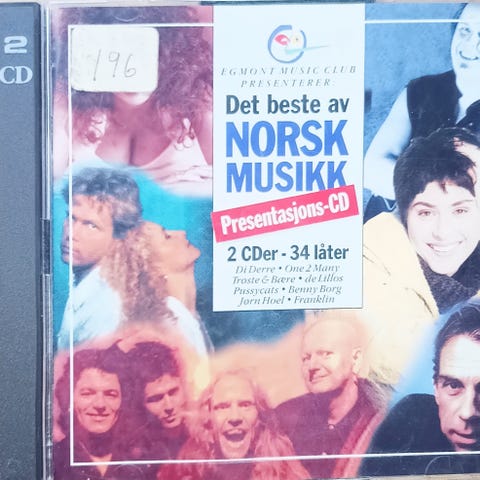 2
CD
196
EGMONT MUSIC CLUB
PRESENTERER
Det beste av
NORSK
MUSIKK
Presentasjons-CD
2 CDer - 34 låter
Di Derre • One 2 Many
Trøste & Bære • de Lillos
Pussycats • Benny Borg
Jørn Hoel • Franklin